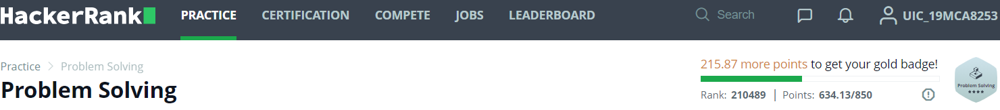 HackerRank PRACTICE CERTIFICATION COMPETE JOBS LEADERBOARD Search UIC_19MCA8253
Practice Problem Solving
Problem Solving
215.87 more points to get your gold badge!
Rank: 210489 | Points: 634.13/850
Problem Solving